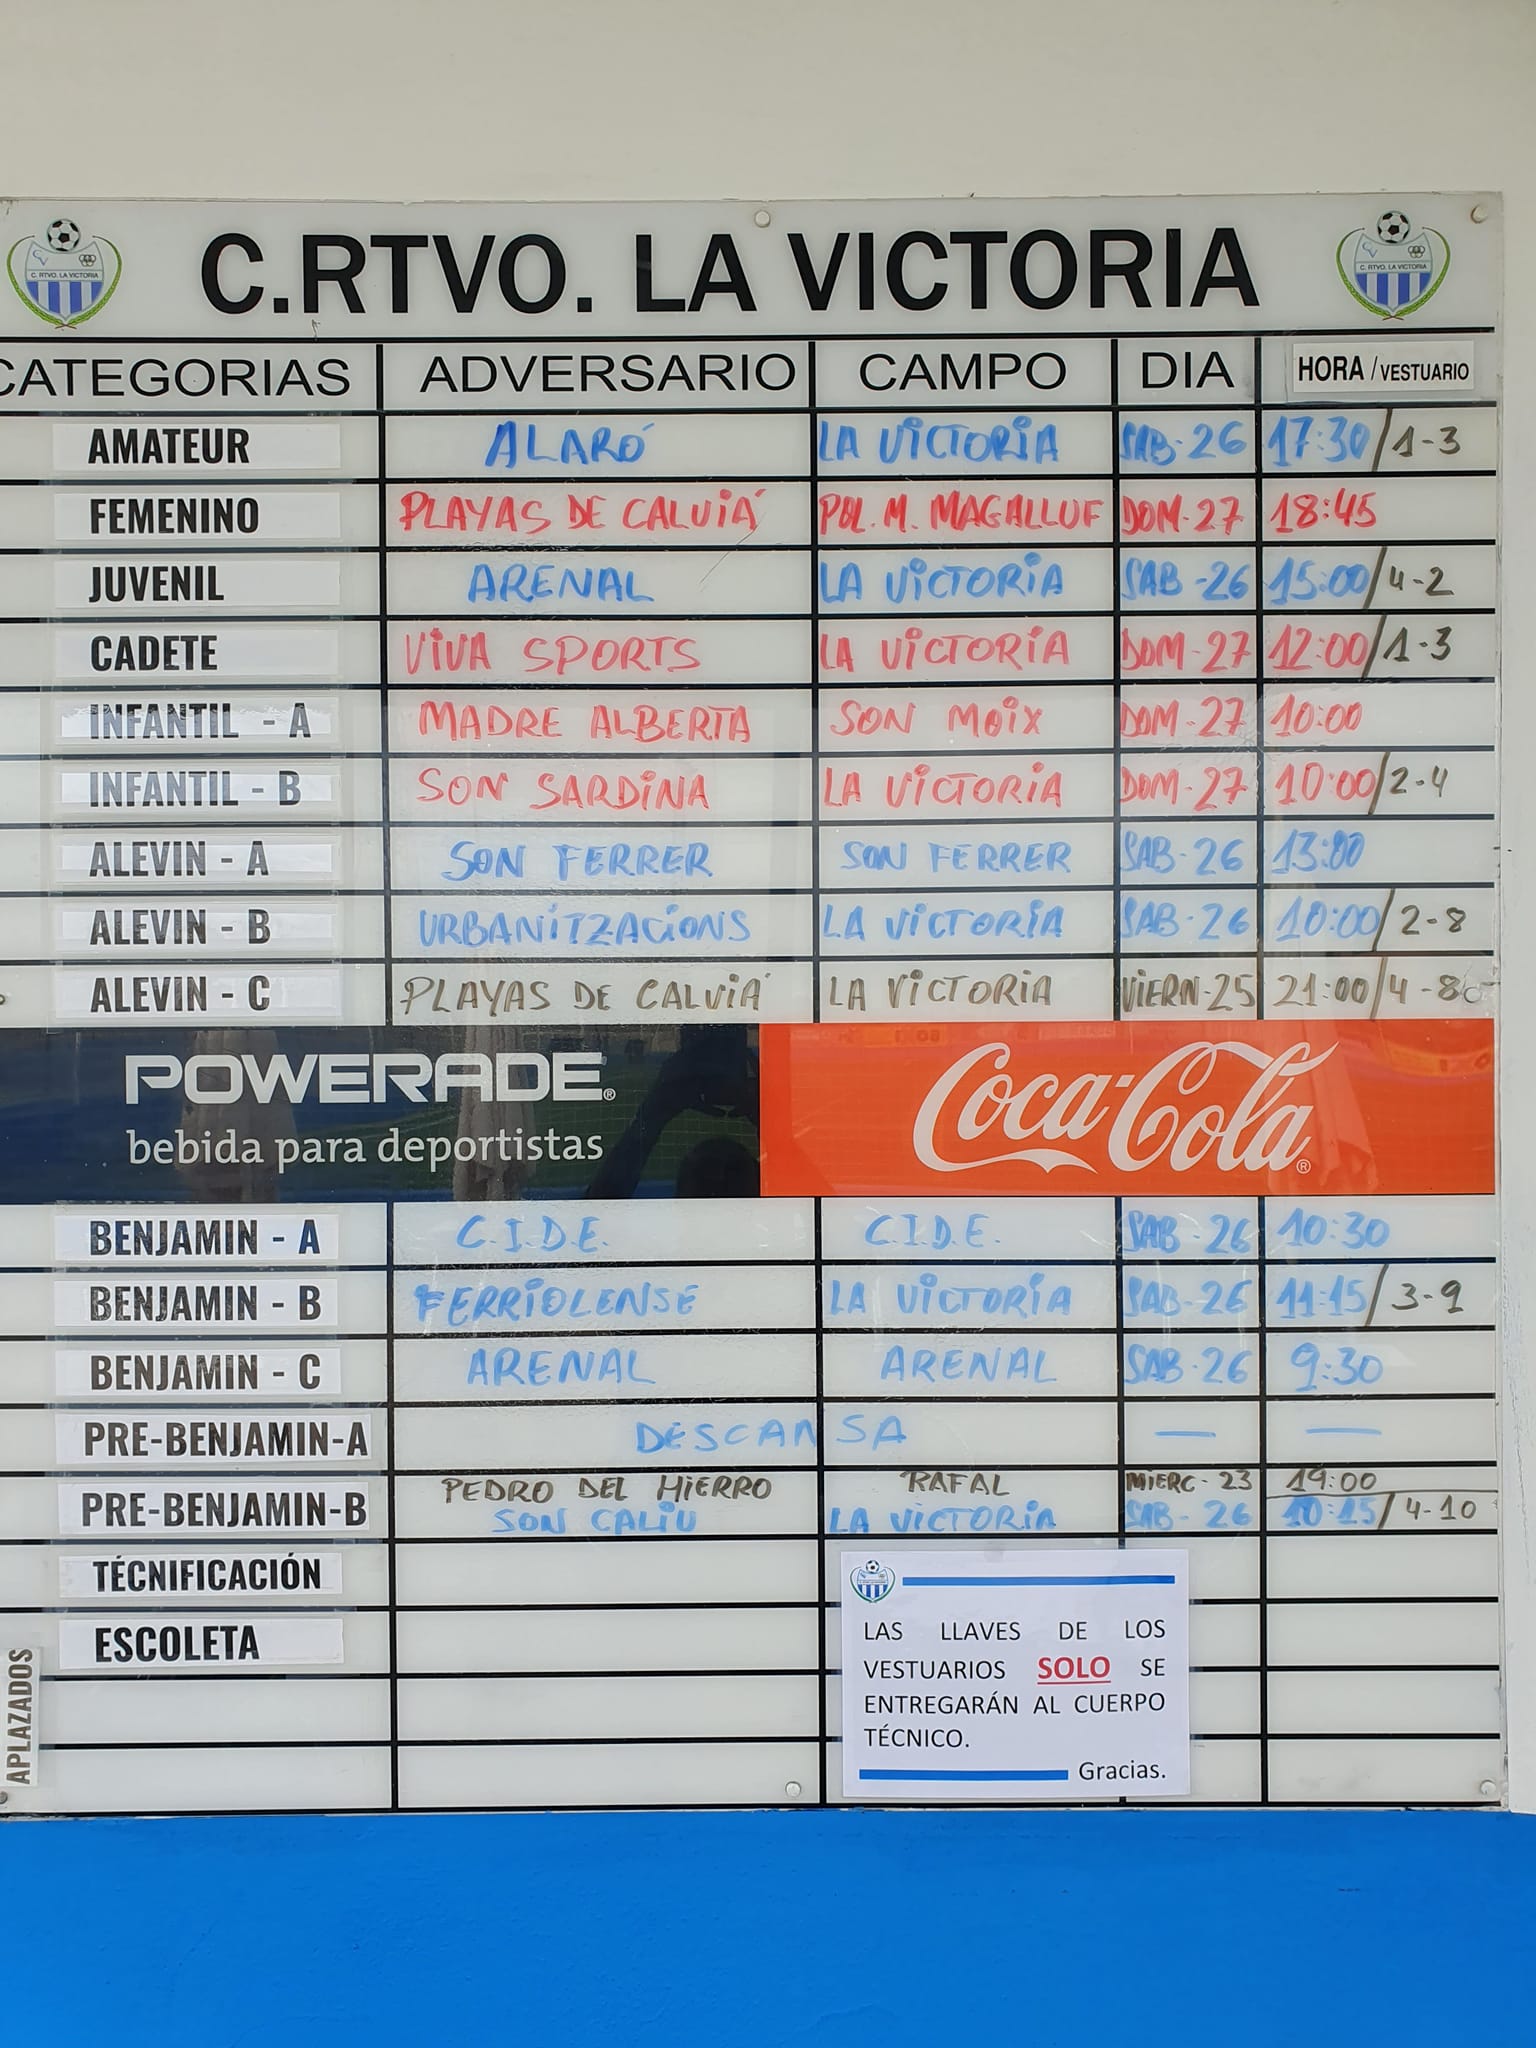 C.RTVO. LA VICTORIA
CATEGORIAS ADVERSARIO CAMPO DIA HORA / VESTUARIO
AMATEUR ALARÓ LA VICTORIA SAB-26 17:30/1-3
FEMENINO PLAYAS DE CALVIÁ POL. M. MAGALLUF DOM-27 18:45
JUVENIL ARENAL LA VICTORIA SAB-26 15:00/4-2
CADETE VIVA SPORTS LA VICTORIA DOM-27 12:00/1-3
INFANTIL - A MADRE ALBERTA SON MOIX DOM-27 10:00
INFANTIL - B SON SARDINA LA VICTORIA DOM-27 10:00/2-4
ALEVIN - A SON FERRER SON FERRER SAB-26 13:00
ALEVIN - B URBANITZACIONS LA VICTORIA SAB-26 10:00/2-8
ALEVIN - C PLAYAS DE CALVIÁ LA VICTORIA VIERN-25 21:00/4-8
POWERADE®
bebida para deportistas
Coca-Cola®
BENJAMIN - A C.I.D.E. C.I.D.E. SAB-26 10:30
BENJAMIN - B FERRIOLENSE LA VICTORIA SAB-26 11:15/3-9
BENJAMIN - C ARENAL ARENAL SAB-26 9:30
PRE-BENJAMIN-A DESCANSA — —
PRE-BENJAMIN-B PEDRO DEL HIERRO RAFAL MIERC-23 19:00
SON CALIU LA VICTORIA SAB-26 10:15/4-10
TÉCNIFICACIÓN
ESCOLETA
APLAZADOS
LAS LLAVES DE LOS
VESTUARIOS SOLO SE
ENTREGARÁN AL CUERPO
TÉCNICO.
Gracias.
C. RTVO. LA VICTORIA
C. RTVO. LA VICTORIA